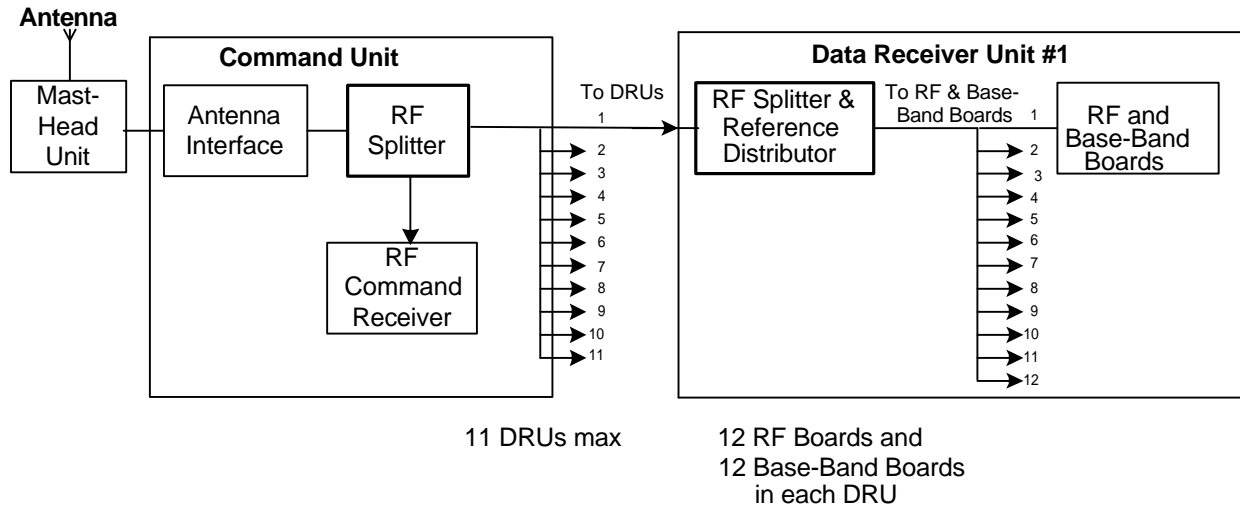 Antenna
Mast-
Head
Unit
Command Unit
Antenna
Interface
RF
Splitter
RF
Command
Receiver
To DRUs
1
2
3
4
5
6
7
8
9
10
11
11 DRUs max
Data Receiver Unit #1
RF Splitter &
Reference
Distributor
To RF & Base-
Band Boards
1
2
3
4
5
6
7
8
9
10
11
12
RF and
Base-Band
Boards
12 RF Boards and
12 Base-Band Boards
in each DRU